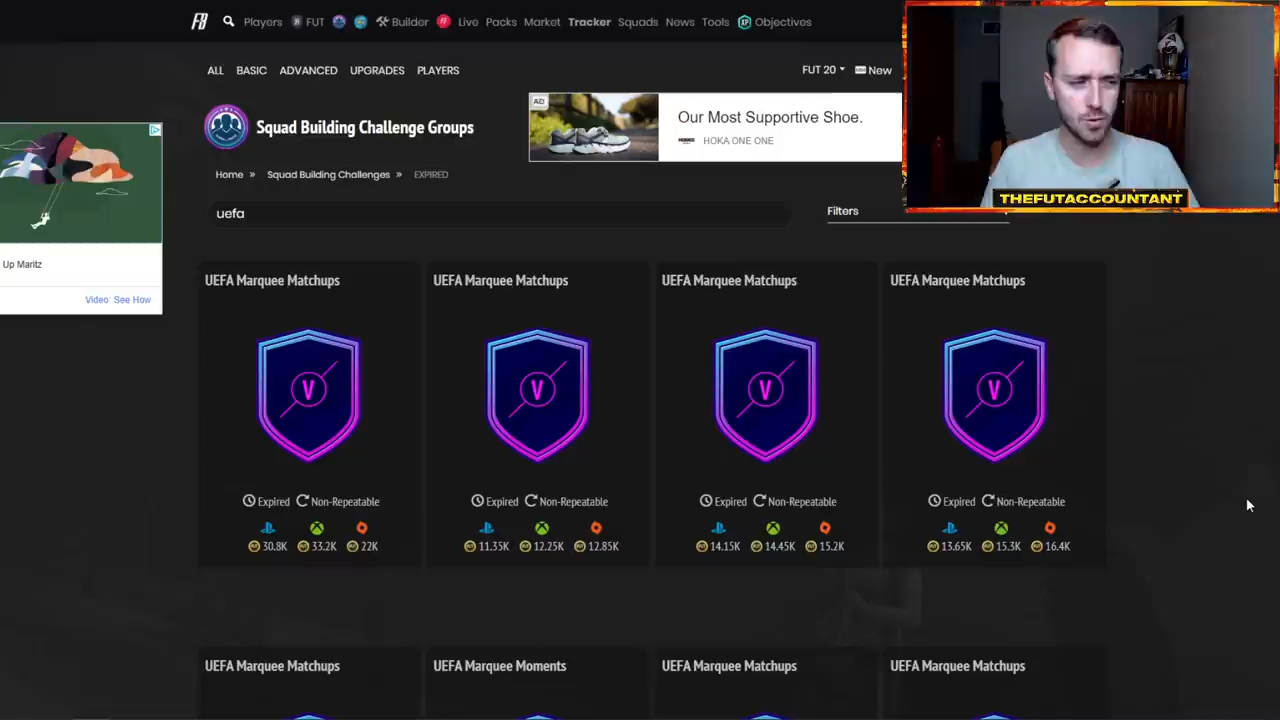 Players FUT Builder Live Packs Market Tracker Squads News Tools Objectives
ALL BASIC ADVANCED UPGRADES PLAYERS FUT 20 New
Squad Building Challenge Groups
AD
Our Most Supportive Shoe.
HOKA ONE ONE
Home » Squad Building Challenges » EXPIRED
uefa
Filters
THEFUTACCOUNTANT
Up Maritz
Video: See How
UEFA Marquee Matchups UEFA Marquee Matchups UEFA Marquee Matchups UEFA Marquee Matchups
V V V V
Expired Non-Repeatable Expired Non-Repeatable Expired Non-Repeatable Expired Non-Repeatable
30.8K 33.2K 22K 11.35K 12.25K 12.85K 14.15K 14.45K 15.2K 13.65K 15.3K 16.4K
UEFA Marquee Matchups UEFA Marquee Moments UEFA Marquee Matchups UEFA Marquee Matchups